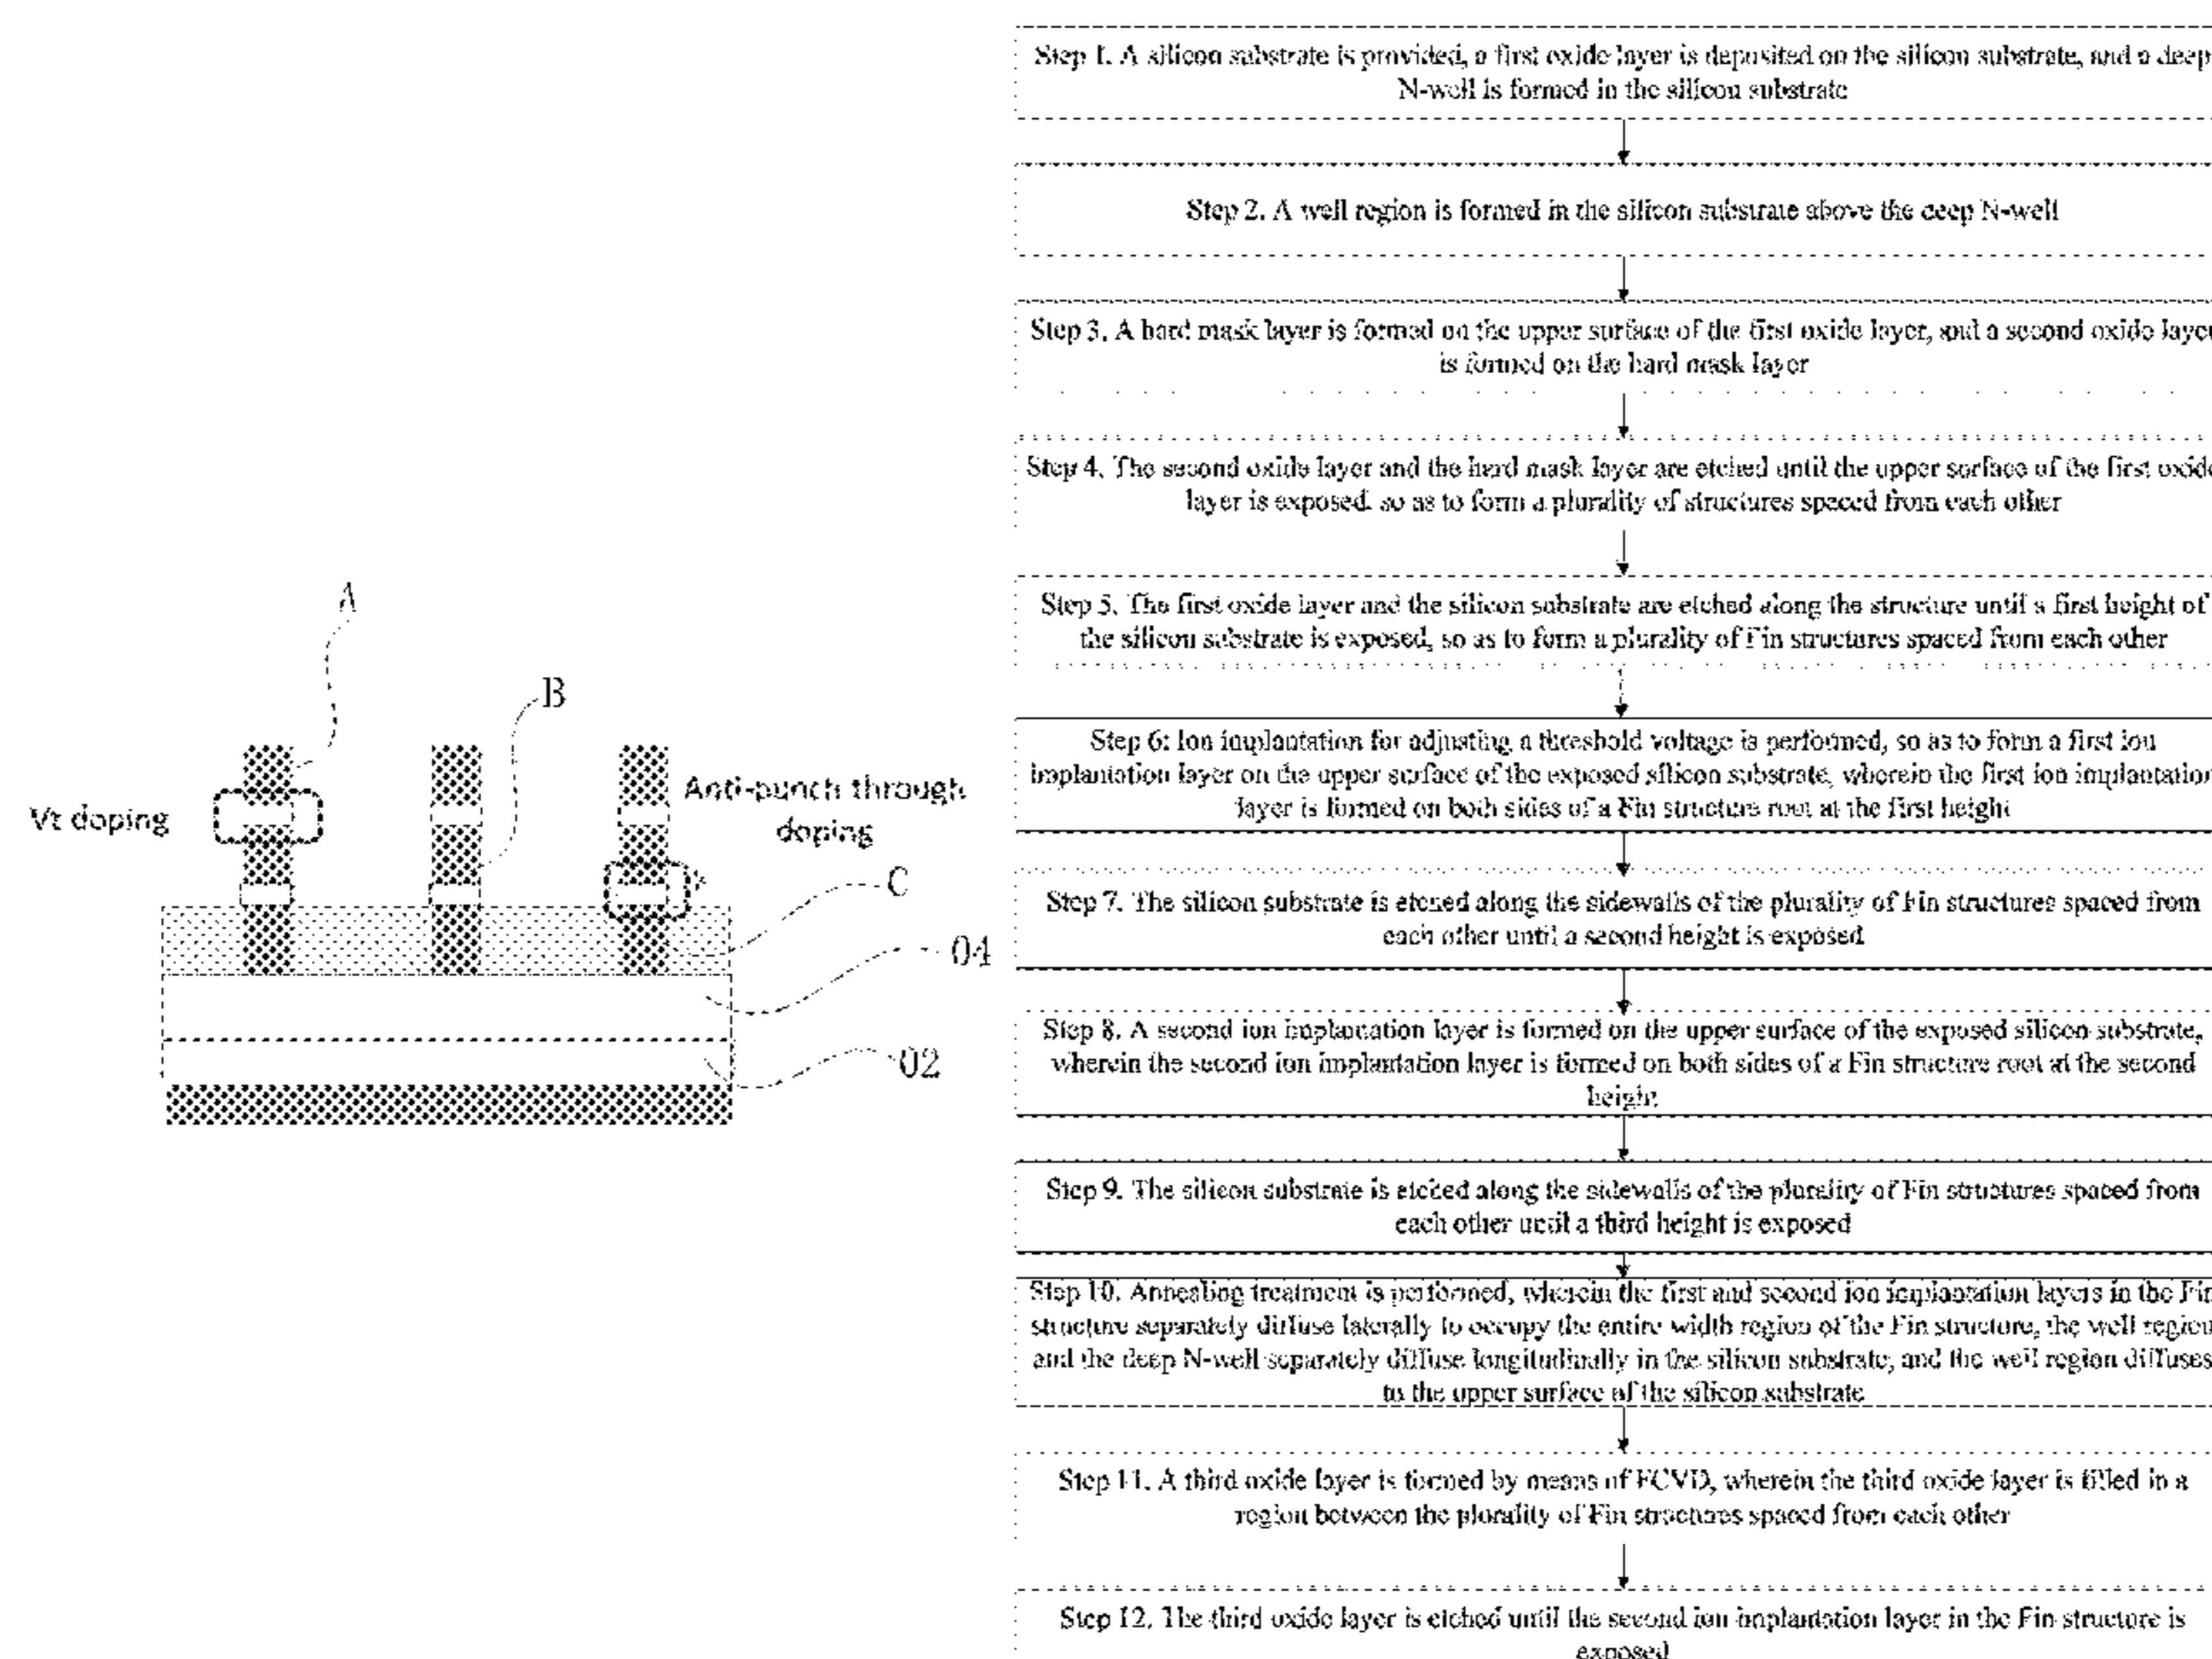 A
B
Vt doping
Anti-punch through
doping
C
04
02
Step 1. A silicon substrate is provided, a first oxide layer is deposited on the silicon substrate, and a deep
N-well is formed in the silicon substrate
Step 2. A well region is formed in the silicon substrate above the deep N-well
Step 3. A hard mask layer is formed on the upper surface of the first oxide layer, and a second oxide layer
is formed on the hard mask layer
Step 4. The second oxide layer and the hard mask layer are etched until the upper surface of the first oxide
layer is exposed, so as to form a plurality of structures spaced from each other
Step 5. The first oxide layer and the silicon substrate are etched along the structure until a first height of
the silicon substrate is exposed, so as to form a plurality of Fin structures spaced from each other
Step 6: Ion implantation for adjusting a threshold voltage is performed, so as to form a first ion
implantation layer on the upper surface of the exposed silicon substrate, wherein the first ion implantation
layer is formed on both sides of a Fin structure root at the first height
Step 7. The silicon substrate is etched along the sidewalls of the plurality of Fin structures spaced from
each other until a second height is exposed
Step 8. A second ion implantation layer is formed on the upper surface of the exposed silicon substrate,
wherein the second ion implantation layer is formed on both sides of a Fin structure root at the second
height
Step 9. The silicon substrate is etched along the sidewalls of the plurality of Fin structures spaced from
each other until a third height is exposed
Step 10. Annealing treatment is performed, wherein the first and second ion implantation layers in the Fin
structure separately diffuse laterally to occupy the entire width region of the Fin structure, the well region
and the deep N-well separately diffuse longitudinally in the silicon substrate, and the well region diffuses
to the upper surface of the silicon substrate
Step 11. A third oxide layer is formed by means of FCVD, wherein the third oxide layer is filled in a
region between the plurality of Fin structures spaced from each other
Step 12. The third oxide layer is etched until the second ion implantation layer in the Fin structure is
exposed